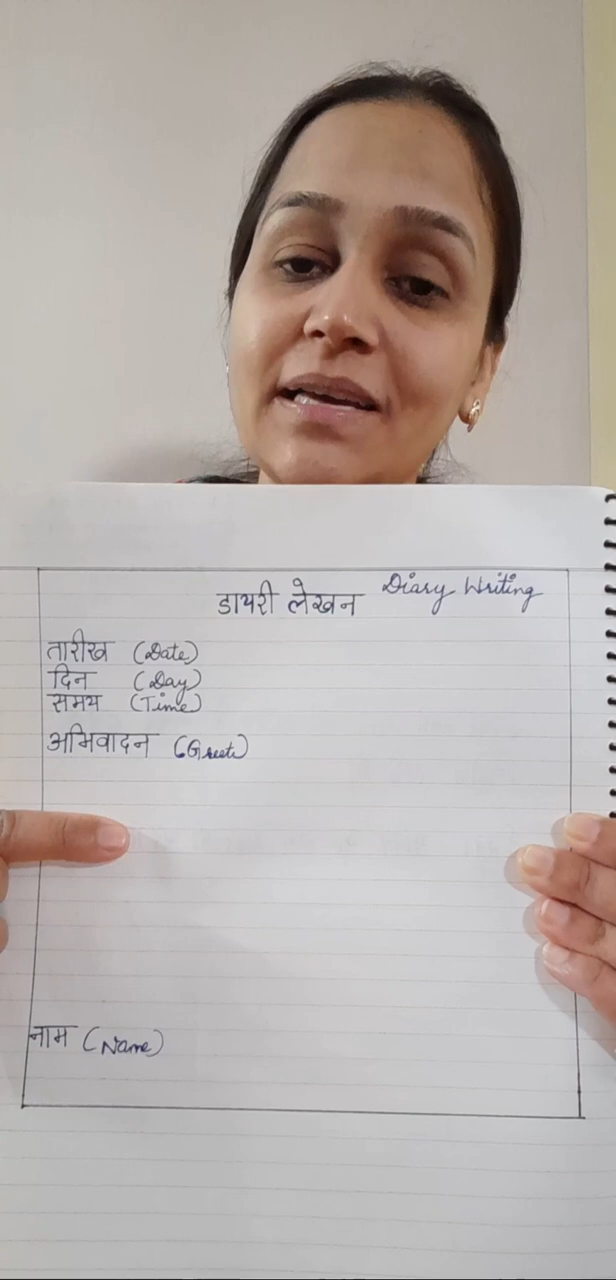 डायरी लेखन Diary Writing
तारीख (Date)
दिन (Day)
समय (Time)
अभिवादन (Greet)
नाम (Name)